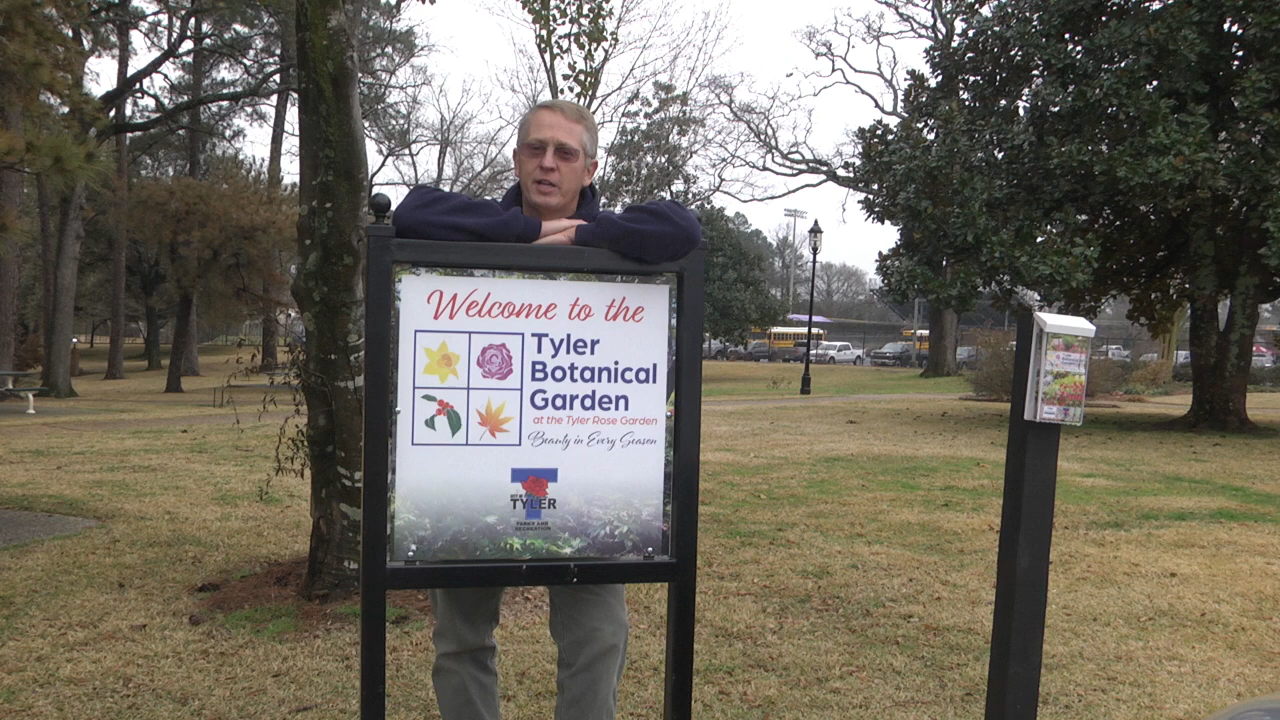 Welcome to the
Tyler
Botanical
Garden
at the Tyler Rose Garden
Beauty in Every Season
TYLER
PARKS AND
RECREATION